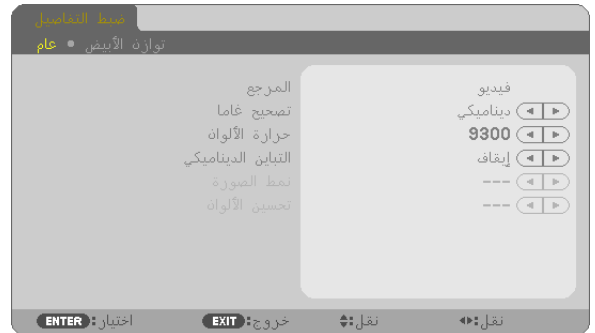 ضبط التفاصيل
عام • توازن الأبيض
المرجع فيديو
تصحيح غاما ديناميكي
حرارة الألوان 9300
التباين الديناميكي إيقاف
نمط الصورة ---
تحسين الألوان ---
ENTER :اختيار EXIT :خروج نقل: نقل: